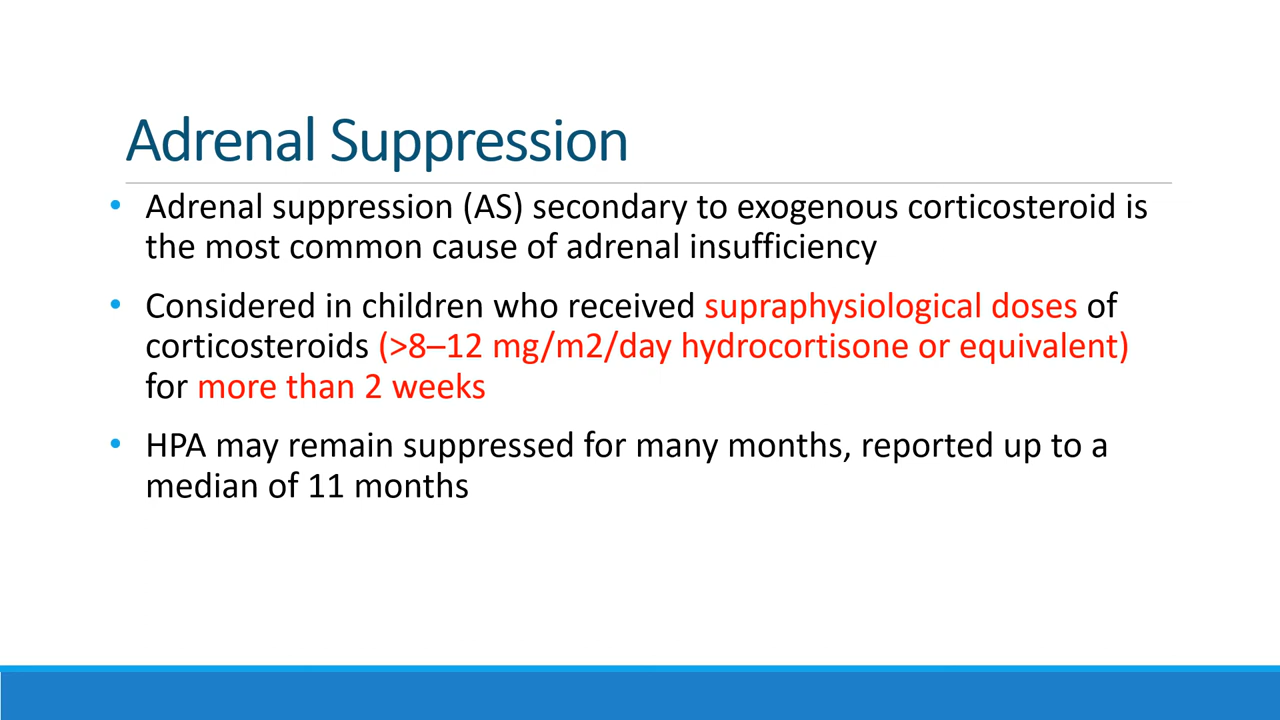 Adrenal Suppression
• Adrenal suppression (AS) secondary to exogenous corticosteroid is
the most common cause of adrenal insufficiency
• Considered in children who received supraphysiological doses of
corticosteroids (>8–12 mg/m2/day hydrocortisone or equivalent)
for more than 2 weeks
• HPA may remain suppressed for many months, reported up to a
median of 11 months